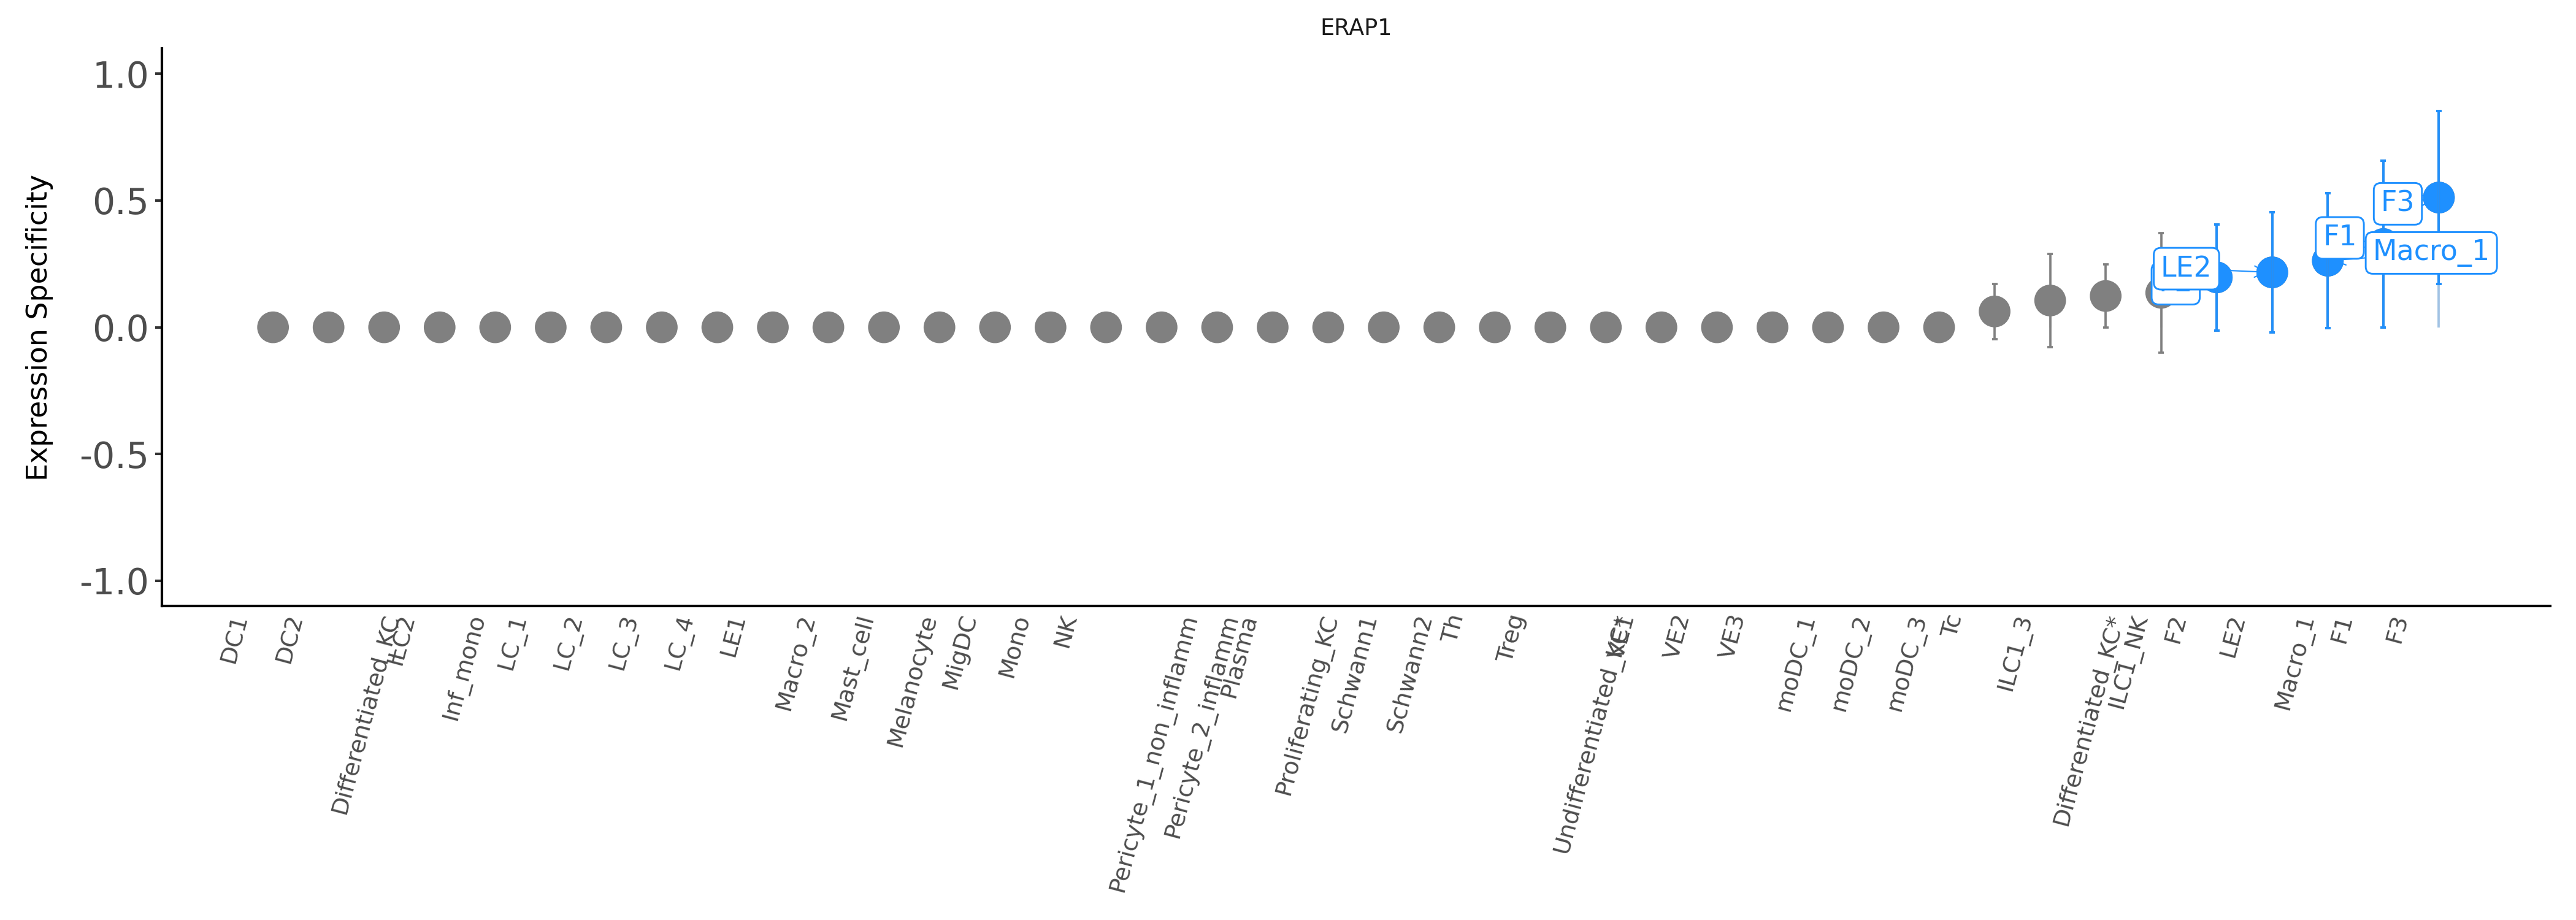 ERAP1
Expression Specificity
1.0
0.5
0.0
-0.5
-1.0
F3
F1
Macro_1
LE2
DC1
DC2
Differentiated_KC
ILC2
Inf_mono
LC_1
LC_2
LC_3
LC_4
LE1
Macro_2
Mast_cell
Melanocyte
MigDC
Mono
NK
Pericyte_1_non_inflamm
Pericyte_2_inflamm
Plasma
Proliferating_KC
Schwann1
Schwann2
Th
Treg
Undifferentiated_KC*
VE1
VE2
VE3
moDC_1
moDC_2
moDC_3
Tc
ILC1_3
Differentiated_KC*
ILC1_NK
F2
LE2
Macro_1
F1
F3